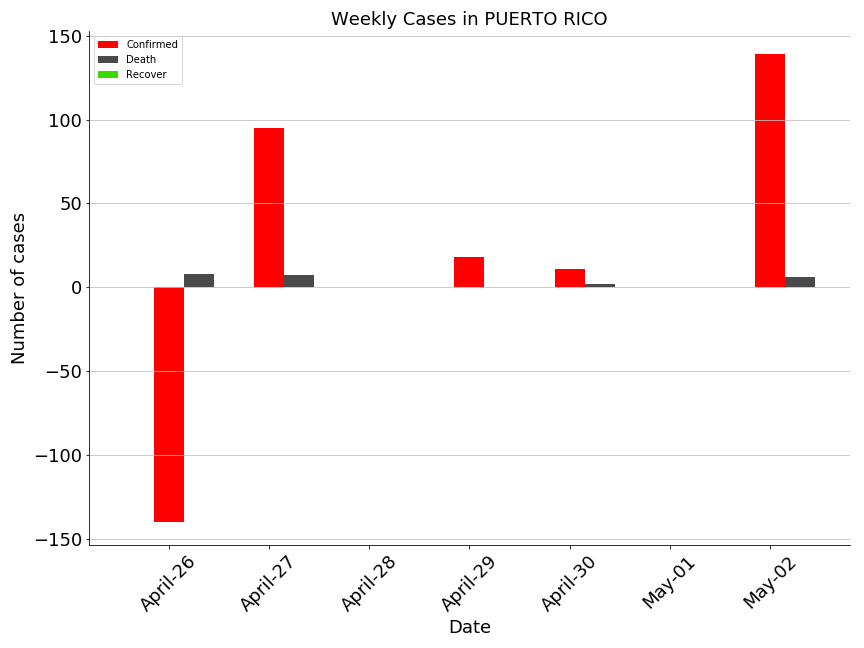 Weekly Cases in PUERTO RICO
Confirmed
Death
Recover
150
100
50
0
−50
−100
−150
Number of cases
April-26
April-27
April-28
April-29
April-30
May-01
May-02
Date